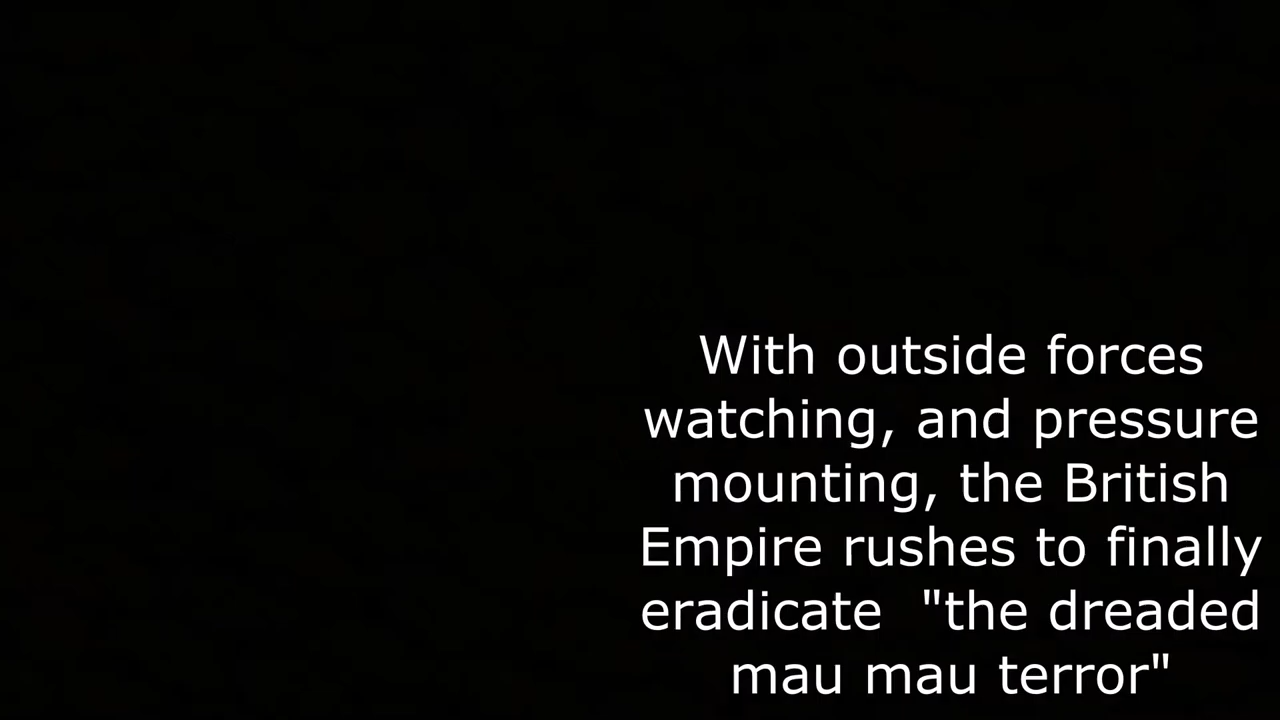 With outside forces
watching, and pressure
mounting, the British
Empire rushes to finally
eradicate  "the dreaded
mau mau terror"